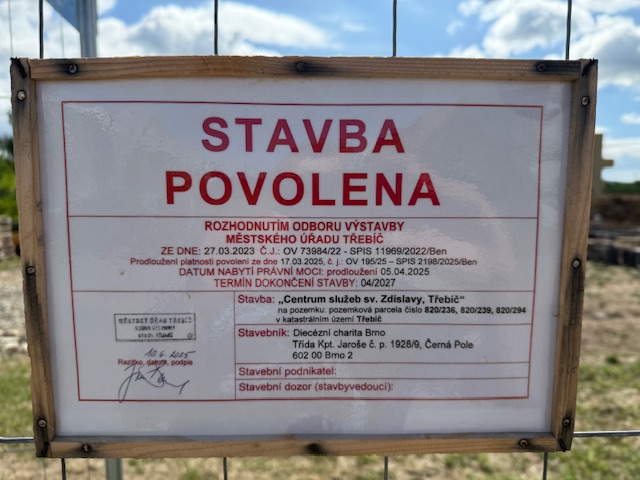 STAVBA
POVOLENA
ROZHODNUTÍM ODBORU VÝSTAVBY
MĚSTSKÉHO ÚŘADU TŘEBÍČ
ZE DNE: 27.03.2023 Č.J.: OV 73984/22 - SPIS 11969/2022/Ben
Prodloužení platnosti povolení ze dne 17.03.2025, č. j.: OV 195/25 – SPIS 2198/2025/Ben
DATUM NABYTÍ PRÁVNÍ MOCI: prodloužení 05.04.2025
TERMÍN DOKONČENÍ STAVBY: 04/2027
Stavba: „Centrum služeb sv. Zdislavy, Třebíč"
na pozemku: pozemková parcela číslo 820/236, 820/239, 820/294
v katastrálním území Třebíč
Stavebník: Diecézní charita Brno
Třída Kpt. Jaroše č. p. 1928/9, Černá Pole
602 00 Brno 2
Stavební podnikatel:
Stavební dozor (stavbyvedoucí):
MĚSTSKÝ ÚŘAD TŘEBÍČ
10.6.2025
Razítko, datum, podpis